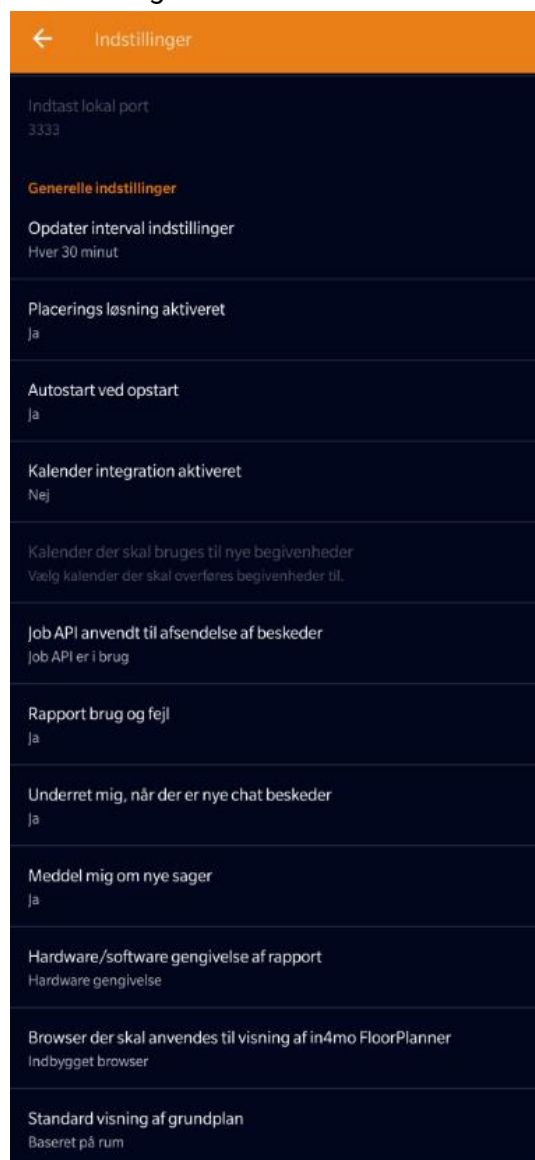 Indstillinger
Indtast lokal port
3333
Generelle indstillinger
Opdater interval indstillinger
Hver 30 minut
Placerings løsning aktiveret
Ja
Autostart ved opstart
Ja
Kalender integration aktiveret
Nej
Kalender der skal bruges til nye begivenheder
Vælg kalender der skal overføres begivenheder til.
Job API anvendt til afsendelse af beskeder
Job API er i brug
Rapport brug og fejl
Ja
Underret mig, når der er nye chat beskeder
Ja
Meddel mig om nye sager
Ja
Hardware/software gengivelse af rapport
Hardware gengivelse
Browser der skal anvendes til visning af in4mo FloorPlanner
Indbygget browser
Standard visning af grundplan
Baseret på rum